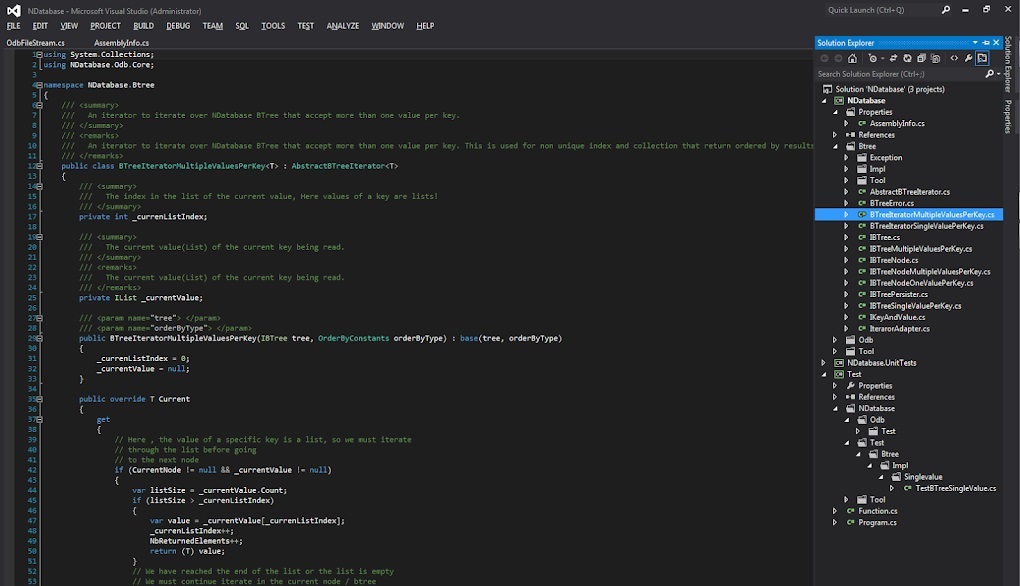 NDatabase - Microsoft Visual Studio (Administrator)
Quick Launch (Ctrl+Q)
FILE EDIT VIEW PROJECT BUILD DEBUG TEAM SQL TOOLS TEST ANALYZE WINDOW HELP
OdbFileStream.cs AssemblyInfo.cs
1 using System.Collections;
2 using NDatabase.Odb.Core;
3
4 namespace NDatabase.Btree
5 {
6 /// <summary>
7 /// An iterator to iterate over NDatabase BTree that accept more than one value per key.
8 /// </summary>
9 /// <remarks>
10 /// An iterator to iterate over NDatabase BTree that accept more than one value per key. This is used for non unique index and collection that return ordered by results
11 /// </remarks>
12 public class BTreeIteratorMultipleValuesPerKey<T> : AbstractBTreeIterator<T>
13 {
14 /// <summary>
15 /// The index in the list of the current value, Here values of a key are lists!
16 /// </summary>
17 private int _currenListIndex;
18
19 /// <summary>
20 /// The current value(List) of the current key being read.
21 /// </summary>
22 /// <remarks>
23 /// The current value(List) of the current key being read.
24 /// </remarks>
25 private IList _currentValue;
26
27 /// <param name="tree"> </param>
28 /// <param name="orderByType"> </param>
29 public BTreeIteratorMultipleValuesPerKey(IBTree tree, OrderByConstants orderByType) : base(tree, orderByType)
30 {
31 _currenListIndex = 0;
32 _currentValue = null;
33 }
34
35 public override T Current
36 {
37 get
38 {
39 // Here , the value of a specific key is a list, so we must iterate
40 // through the list before going
41 // to the next node
42 if (CurrentNode != null && _currentValue != null)
43 {
44 var listSize = _currentValue.Count;
45 if (listSize > _currenListIndex)
46 {
47 var value = _currentValue[_currenListIndex];
48 _currenListIndex++;
49 NbReturnedElements++;
50 return (T) value;
51 }
52 // We have reached the end of the list or the list is empty
53 // We must continue iterate in the current node / btree
Solution Explorer
Search Solution Explorer (Ctrl+;)
Solution 'NDatabase' (3 projects)
NDatabase
Properties
AssemblyInfo.cs
References
Btree
Exception
Impl
Tool
AbstractBTreeIterator.cs
BTreeError.cs
BTreeIteratorMultipleValuesPerKey.cs
BTreeIteratorSingleValuePerKey.cs
IBTree.cs
IBTreeMultipleValuesPerKey.cs
IBTreeNode.cs
IBTreeNodeMultipleValuesPerKey.cs
IBTreeNodeOneValuePerKey.cs
IBTreePersister.cs
IBTreeSingleValuePerKey.cs
IKeyAndValue.cs
IterarorAdapter.cs
Odb
Tool
NDatabase.UnitTests
Test
Properties
References
NDatabase
Odb
Test
Test
Btree
Impl
Singlevalue
TestBTreeSingleValue.cs
Tool
Function.cs
Program.cs
Solution Explorer
Properties